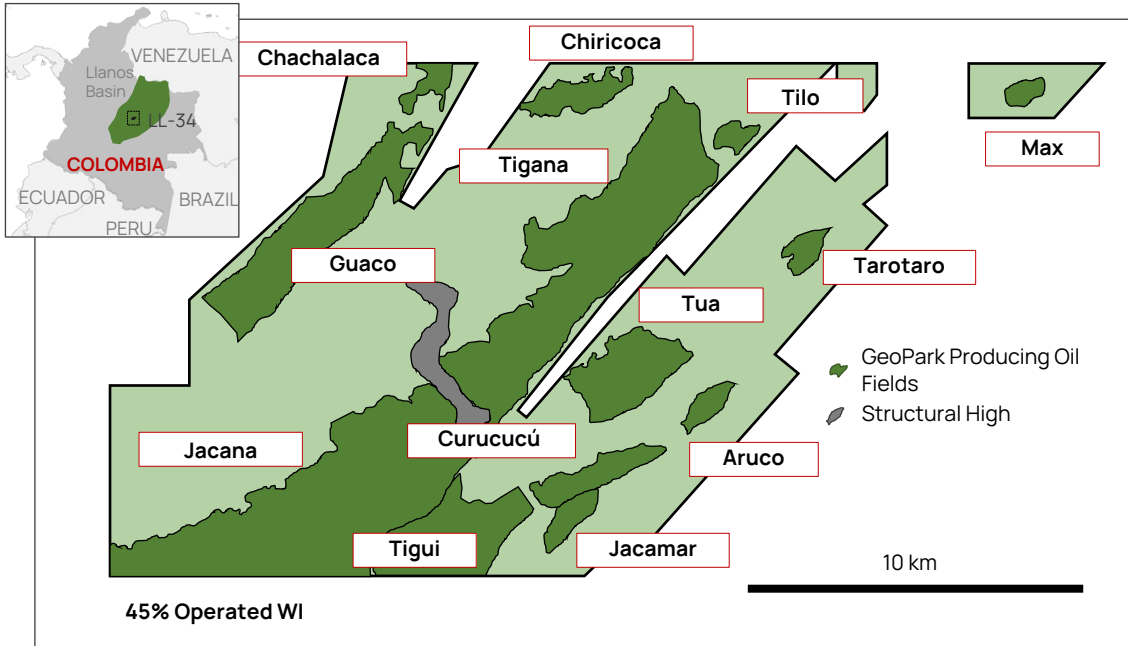 VENEZUELA
Llanos
Basin
LL-34
COLOMBIA
ECUADOR
BRAZIL
PERU
Chachalaca
Chiricoca
Tilo
Max
Tigana
Guaco
Tarotaro
Tua
GeoPark Producing Oil
Fields
Structural High
Curucucú
Jacana
Aruco
Tigui
Jacamar
10 km
45% Operated WI